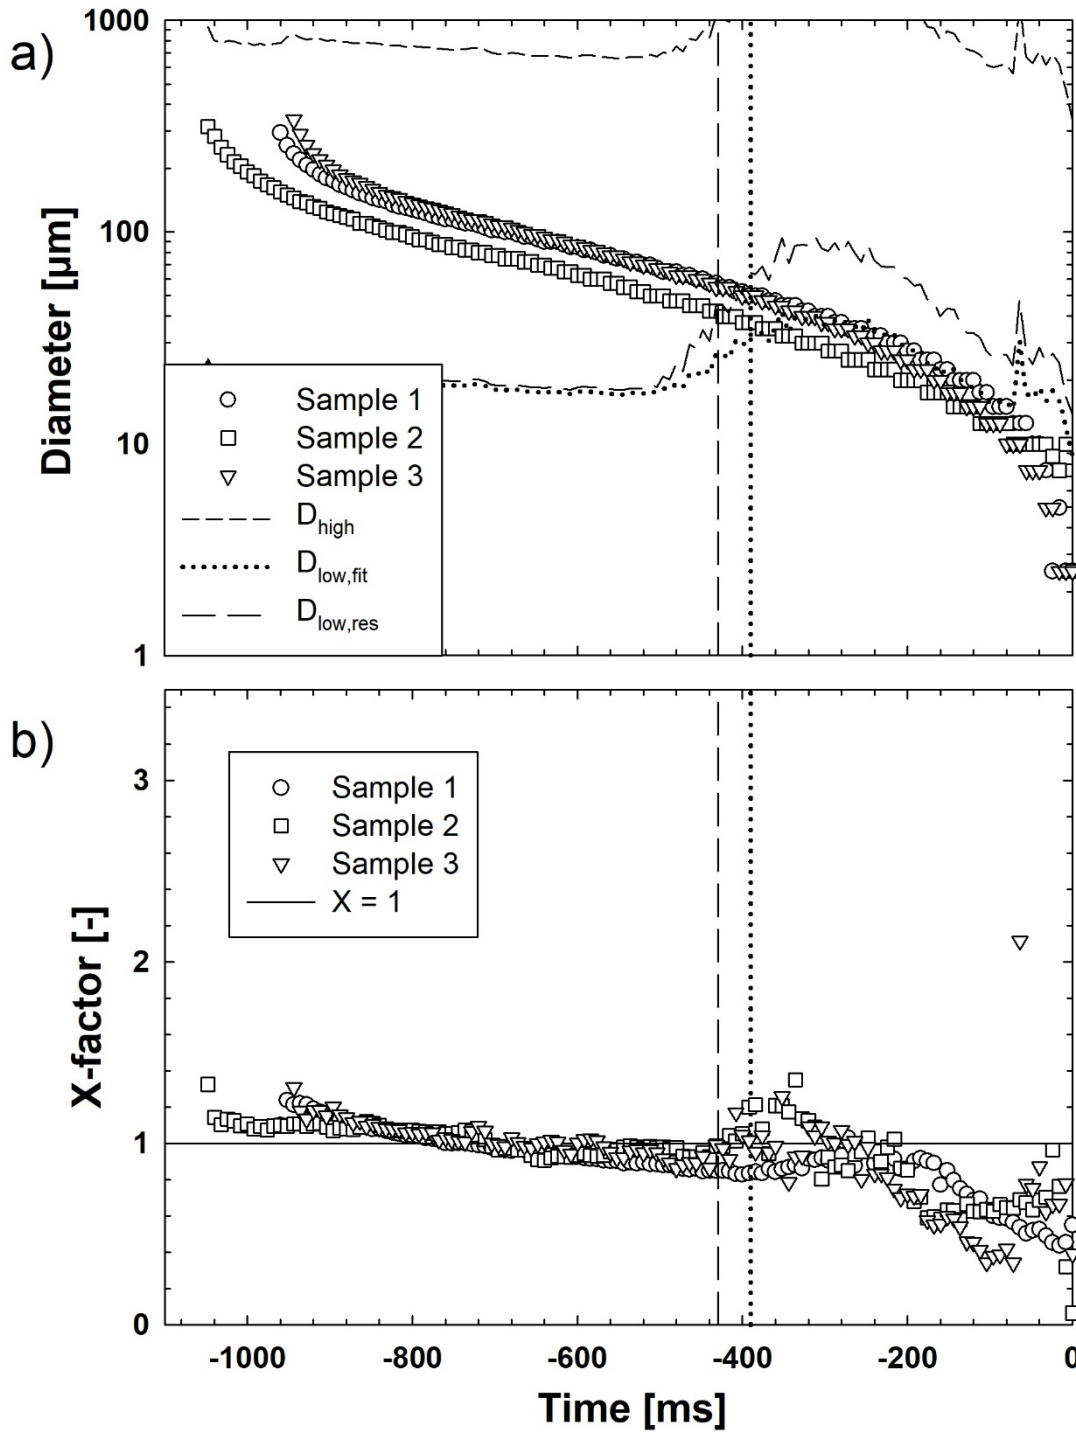 a)
1000
100
10
1
Diameter [µm]
Sample 1
Sample 2
Sample 3
D_high
D_low,fit
D_low,res
b)
3
2
1
0
X-factor [-]
Sample 1
Sample 2
Sample 3
X = 1
-1000 -800 -600 -400 -200 0
Time [ms]